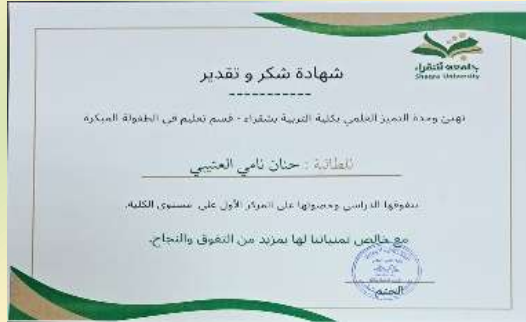 جامعة شقراء
Shaqra University
شهادة شكر و تقدير
تهنئ وحدة التميز العلمي بكلية التربية بشقراء - قسم تعليم في الطفولة المبكرة
للطالبة : حنان نامي العتيبي
بتفوقها الدراسي وحصولها على المركز الأول على مستوى الكلية.
مع خالص تمنياتنا لها بمزيد من التفوق والنجاح.
الختم